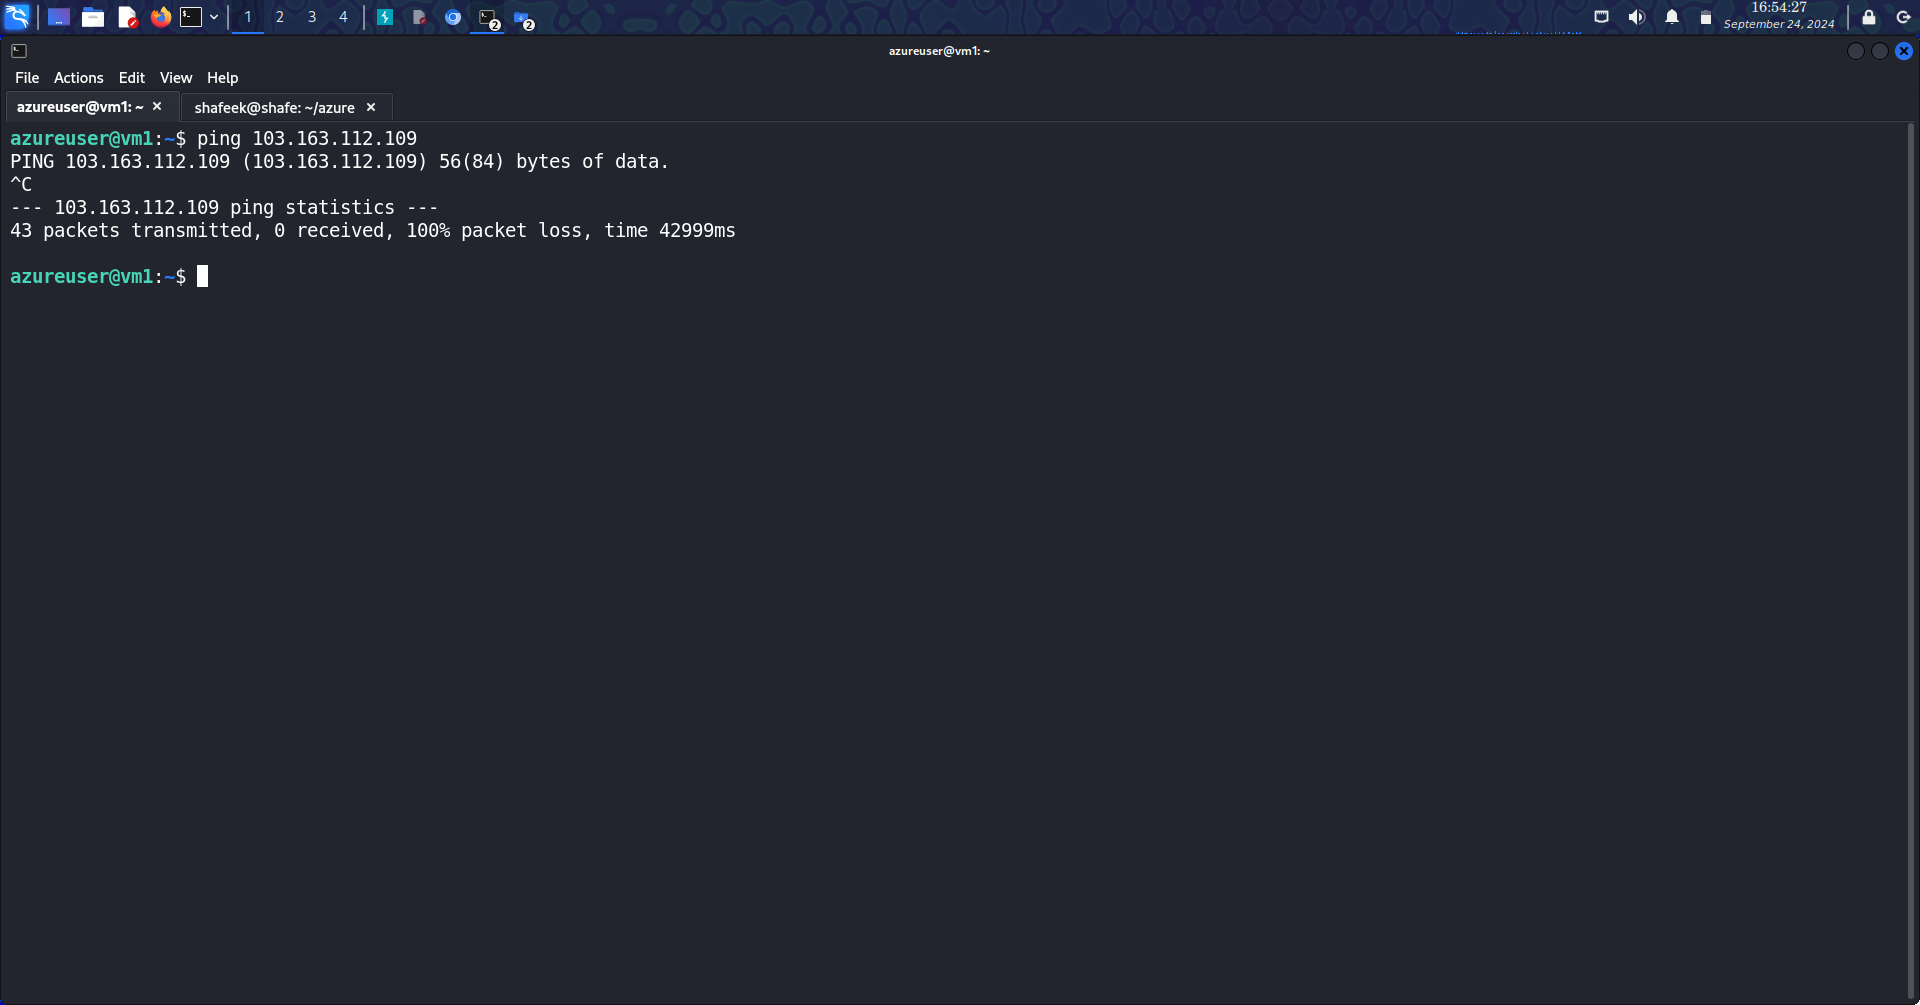 1 2 3 4
2
2
16:54:27
September 24, 2024
azureuser@vm1: ~
File Actions Edit View Help
azureuser@vm1: ~ ×
shafeek@shafe: ~/azure ×
azureuser@vm1:~$ ping 103.163.112.109
PING 103.163.112.109 (103.163.112.109) 56(84) bytes of data.
^C
--- 103.163.112.109 ping statistics ---
43 packets transmitted, 0 received, 100% packet loss, time 42999ms
azureuser@vm1:~$